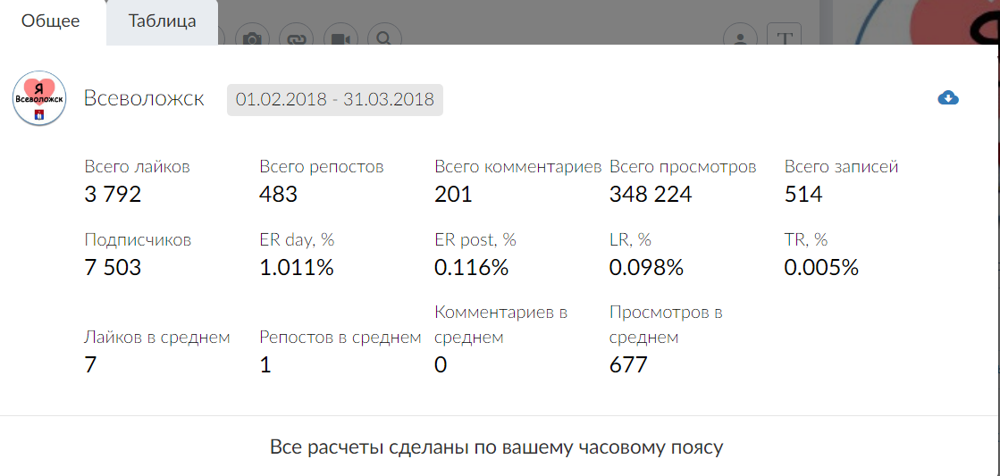 Общее
Таблица
T
Я
Всеволожск
Всеволожск
01.02.2018 - 31.03.2018
Всего лайков
3 792
Всего репостов
483
Всего комментариев
201
Всего просмотров
348 224
Всего записей
514
Подписчиков
7 503
ER day, %
1.011%
ER post, %
0.116%
LR, %
0.098%
TR, %
0.005%
Лайков в среднем
7
Репостов в среднем
1
Комментариев в
среднем
0
Просмотров в
среднем
677
Все расчеты сделаны по вашему часовому поясу